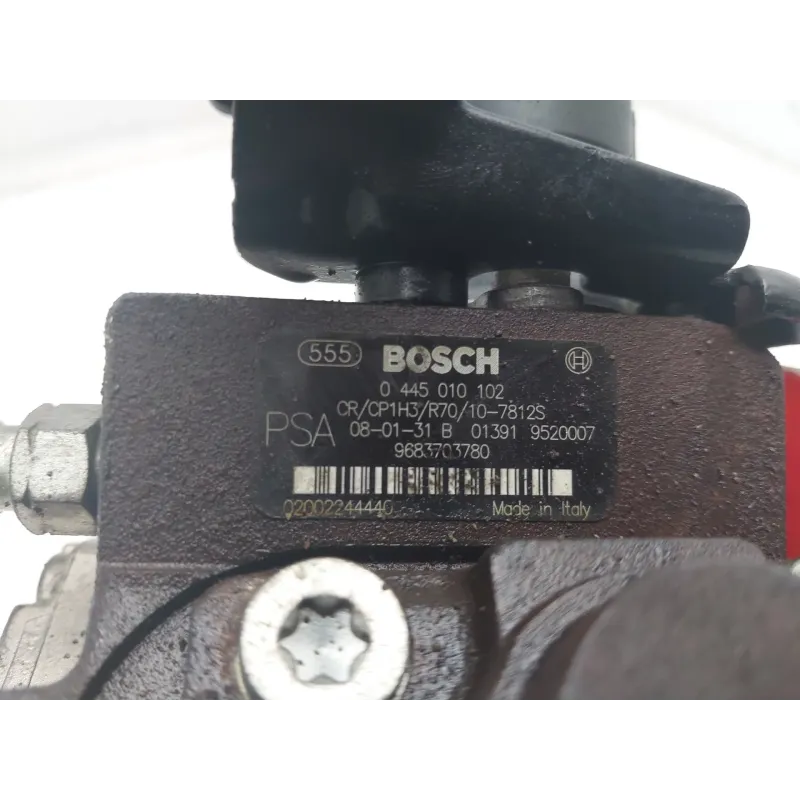 555 BOSCH
0 445 010 102
CR/CP1H3/R70/10-7812S
PSA 08-01-31 B 01391 9520007
9683703780
02002244440 Made in Italy